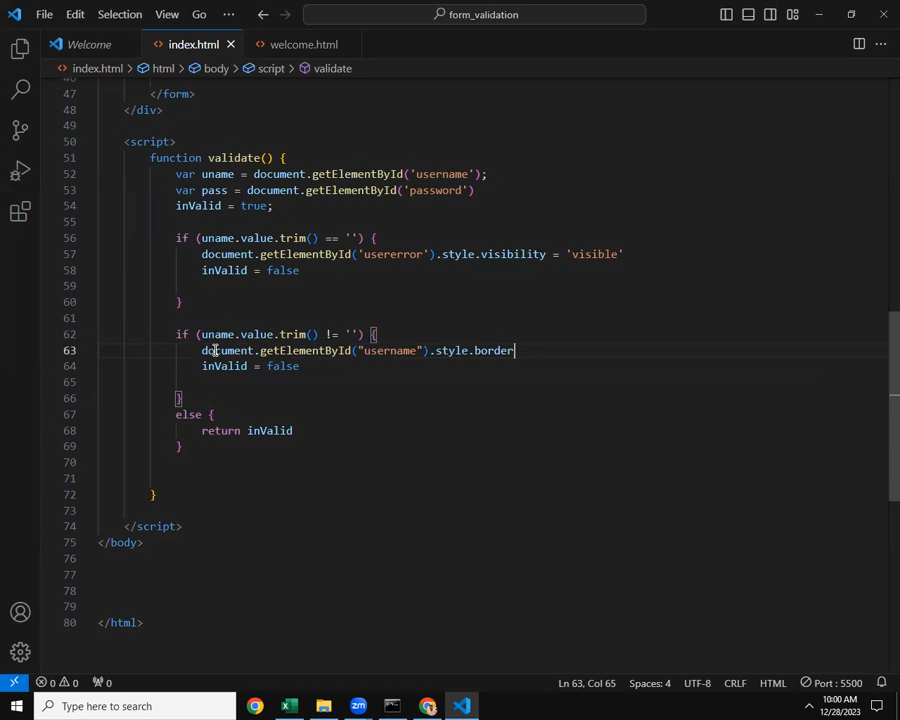 File Edit Selection View Go ··· form_validation
Welcome index.html welcome.html
index.html > html > body > script > validate
46
47 </form>
48 </div>
49
50 <script>
51 function validate() {
52 var uname = document.getElementById('username');
53 var pass = document.getElementById('password')
54 inValid = true;
55
56 if (uname.value.trim() == '') {
57 document.getElementById('usererror').style.visibility = 'visible'
58 inValid = false
59
60 }
61
62 if (uname.value.trim() != '') {
63 document.getElementById("username").style.border
64 inValid = false
65
66 }
67 else {
68 return inValid
69 }
70
71
72 }
73
74 </script>
75 </body>
76
77
78
79
80 </html>
0 0 0 Ln 63, Col 65 Spaces: 4 UTF-8 CRLF HTML Port : 5500
Type here to search
10:00 AM
12/28/2023